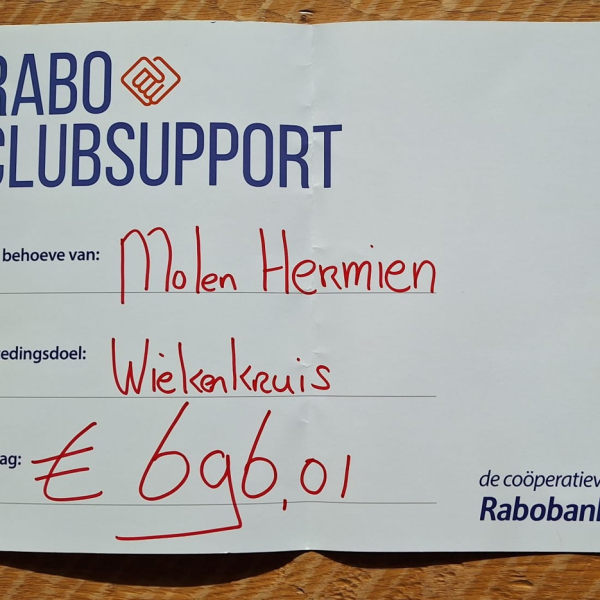 RABO
CLUBSUPPORT
behoeve van: Molen Hermien
edingsdoel: Wiekenkruis
ag: € 696,01
de coöperatiev
Rabobank